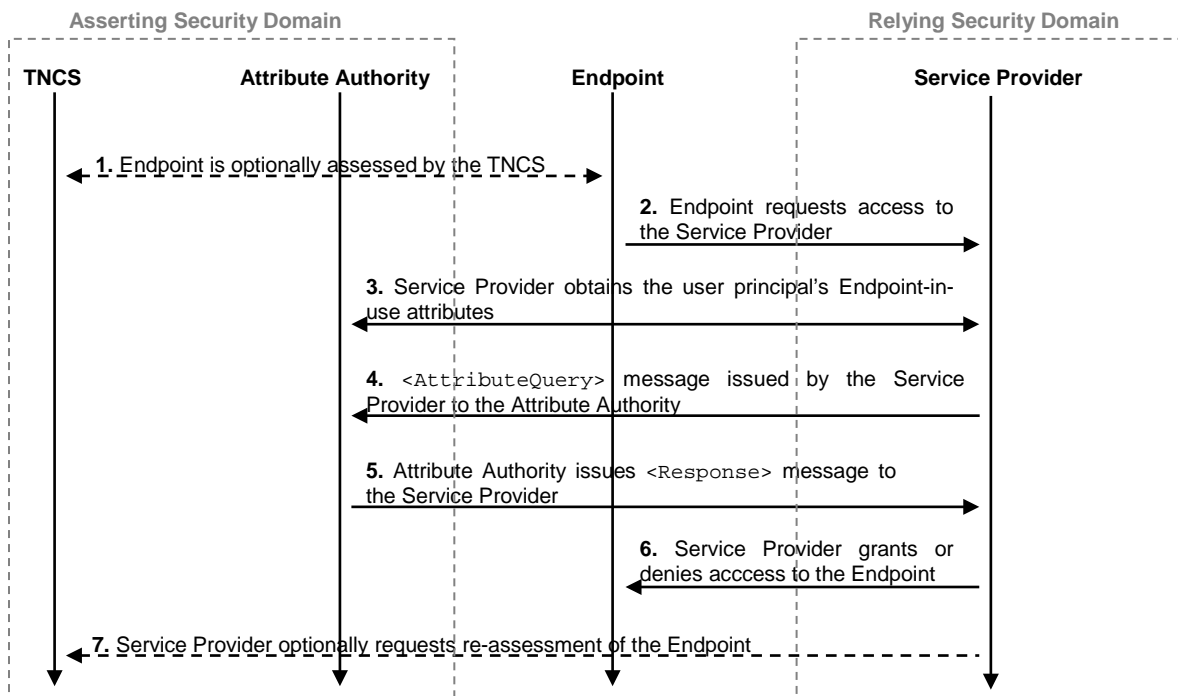 Asserting Security Domain
Relying Security Domain
TNCS
Attribute Authority
Endpoint
Service Provider
1. Endpoint is optionally assessed by the TNCS
2. Endpoint requests access to
the Service Provider
3. Service Provider obtains the user principal’s Endpoint-in-
use attributes
4. <AttributeQuery> message issued by the Service
Provider to the Attribute Authority
5. Attribute Authority issues <Response> message to
the Service Provider
6. Service Provider grants or
denies acccess to the Endpoint
7. Service Provider optionally requests re-assessment of the Endpoint